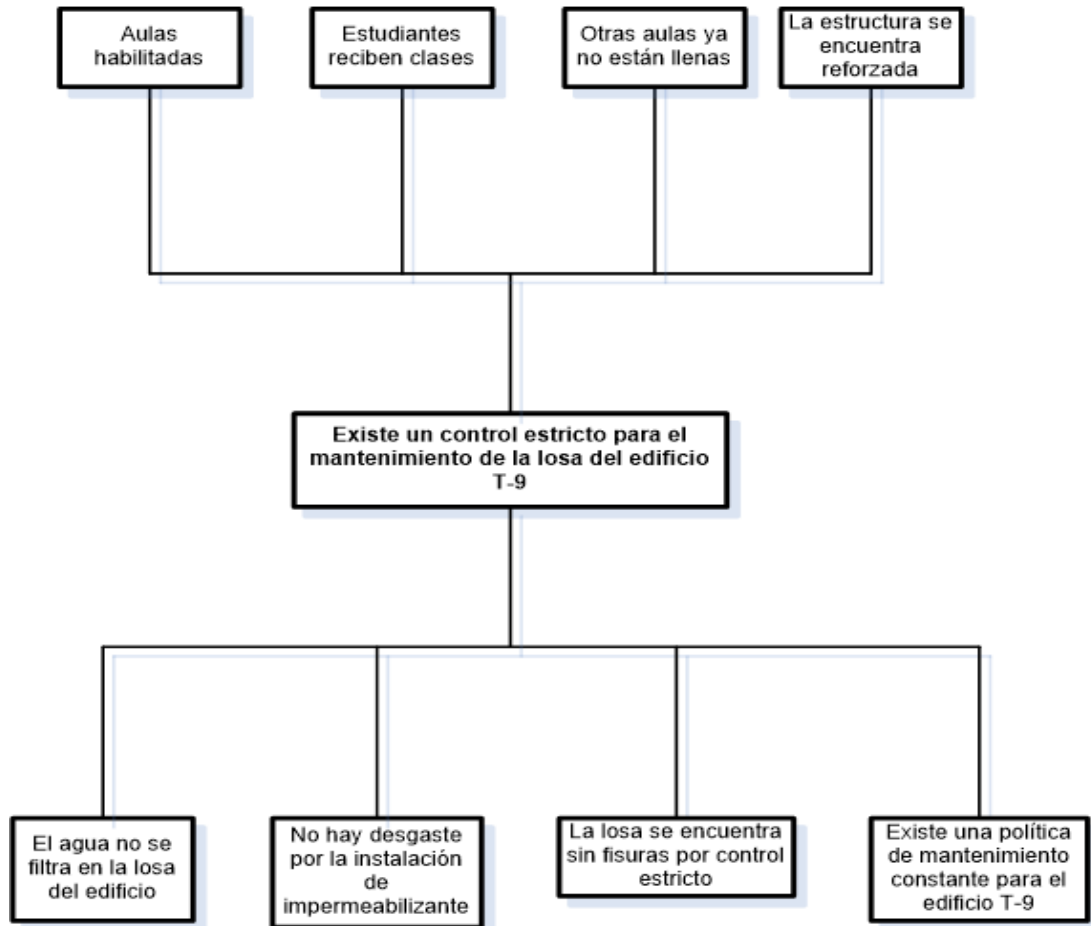 Aulas
habilitadas
Estudiantes
reciben clases
Otras aulas ya
no están llenas
La estructura se
encuentra
reforzada
Existe un control estricto para el
mantenimiento de la losa del edificio
T-9
El agua no se
filtra en la losa
del edificio
No hay desgaste
por la instalación
de
impermeabilizante
La losa se encuentra
sin fisuras por control
estricto
Existe una política
de mantenimiento
constante para el
edificio T-9